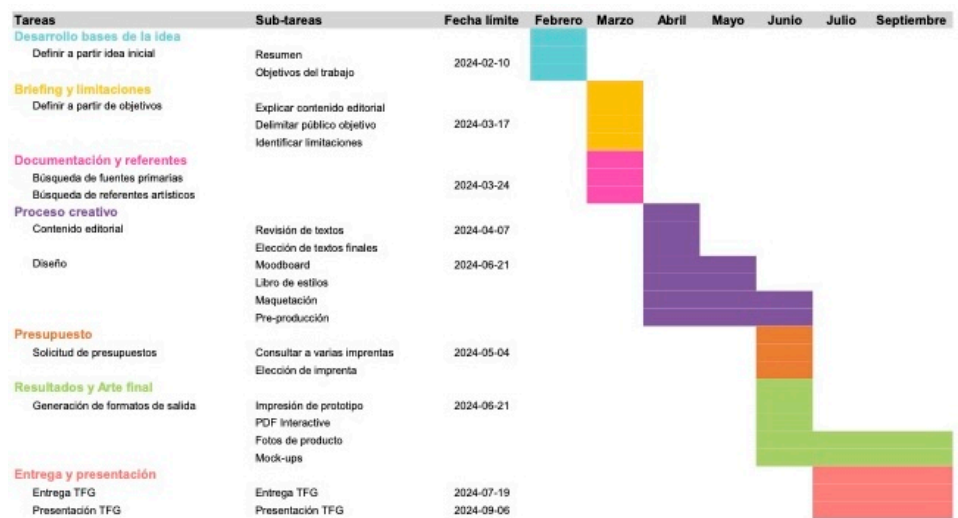 Tareas Sub-tareas Fecha límite Febrero Marzo Abril Mayo Junio Julio Septiembre
Desarrollo bases de la idea
Definir a partir idea inicial Resumen
2024-02-10
Objetivos del trabajo
Briefing y limitaciones
Definir a partir de objetivos Explicar contenido editorial
Delimitar público objetivo 2024-03-17
Identificar limitaciones
Documentación y referentes
Búsqueda de fuentes primarias
2024-03-24
Búsqueda de referentes artísticos
Proceso creativo
Contenido editorial Revisión de textos 2024-04-07
Elección de textos finales
Diseño Moodboard 2024-06-21
Libro de estilos
Maquetación
Pre-producción
Presupuesto
Solicitud de presupuestos Consultar a varias imprentas 2024-05-04
Elección de imprenta
Resultados y Arte final
Generación de formatos de salida Impresión de prototipo 2024-06-21
PDF Interactive
Fotos de producto
Mock-ups
Entrega y presentación
Entrega TFG Entrega TFG 2024-07-19
Presentación TFG Presentación TFG 2024-09-06